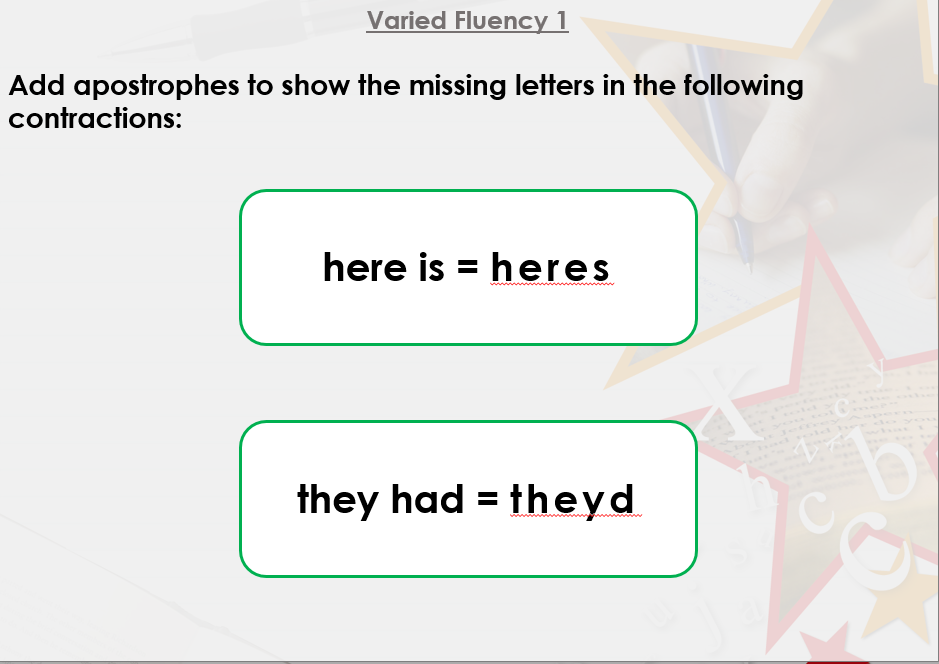 Varied Fluency 1
Add apostrophes to show the missing letters in the following
contractions:
here is = heres
they had = theyd